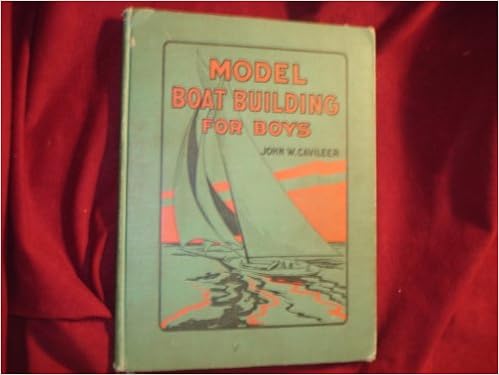 MODEL
BOAT BUILDING
FOR BOYS
JOHN W. CAVILEER